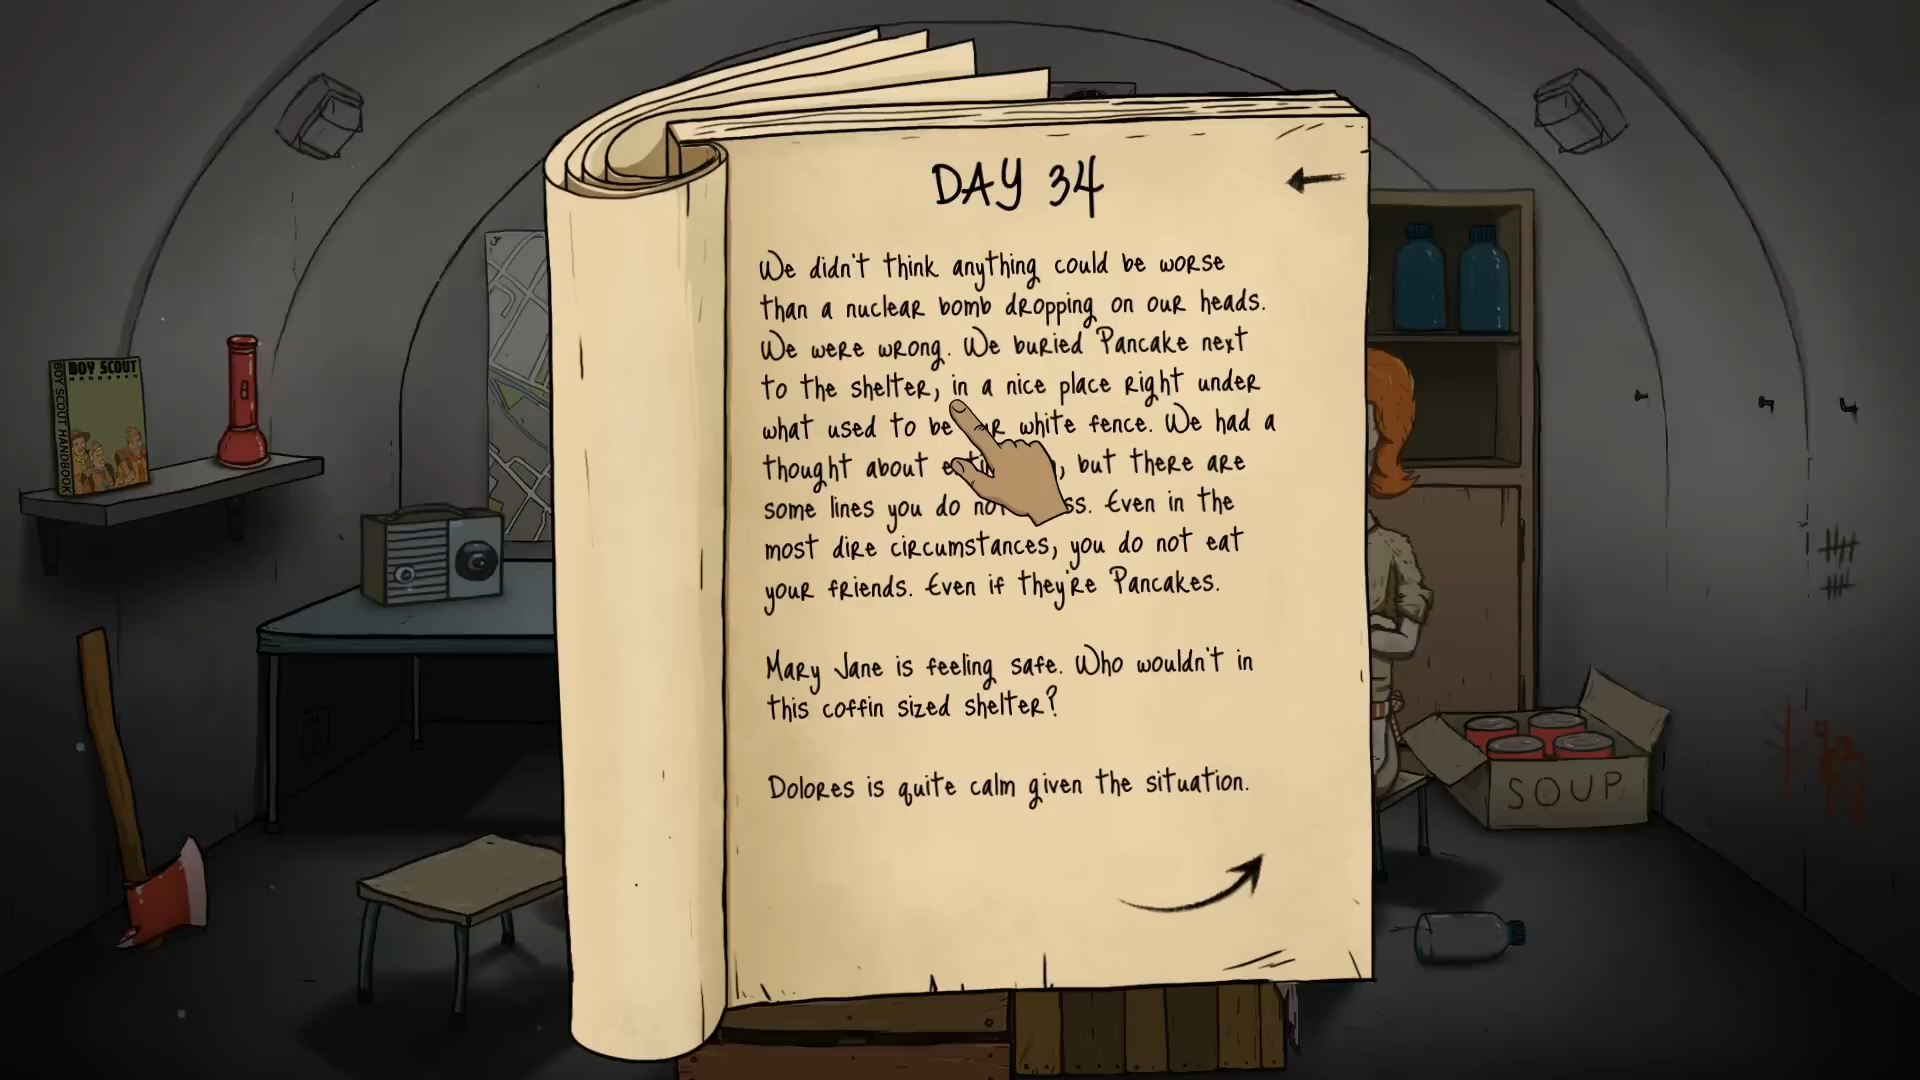 DAY 34
We didn't think anything could be worse
than a nuclear bomb dropping on our heads.
We were wrong. We buried Pancake next
to the shelter, in a nice place right under
what used to be white fence. We had a
thought about , but there are
some lines you do not . Even in the
most dire circumstances, you do not eat
your friends. Even if they're Pancakes.
Mary Jane is feeling safe. Who wouldn't in
this coffin sized shelter?
Dolores is quite calm given the situation.
BOY SCOUT
HANDBOOK
BOY SCOUT HANDBOOK
SOUP